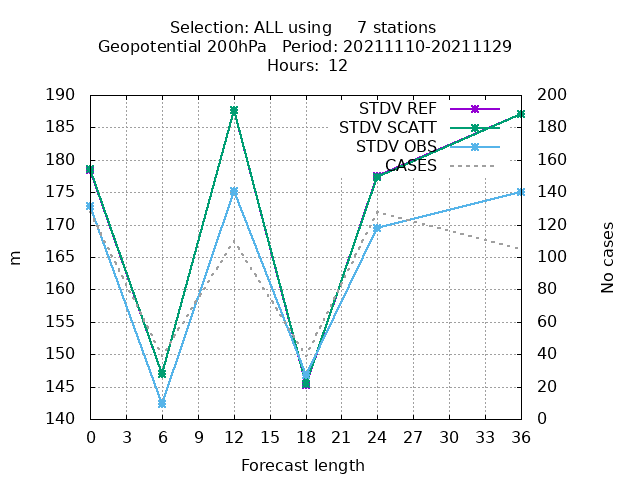 Selection: ALL using     7 stations
Geopotential 200hPa   Period: 20211110-20211129
Hours:  12
190
185
180
175
170
165
160
155
150
145
140
200
180
160
140
120
100
80
60
40
20
0
STDV REF
STDV SCATT
STDV OBS
CASES
m
No cases
0 3 6 9 12 15 18 21 24 27 30 33 36
Forecast length